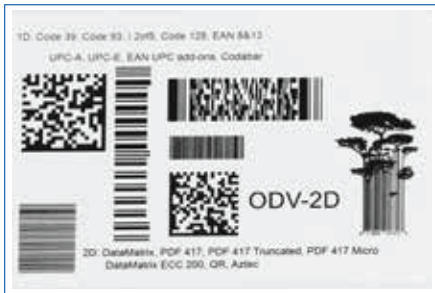 1D: Code 39, Code 93, I 2of5, Code 128, EAN 8&13
UPC-A, UPC-E, EAN UPC add-ons, Codabar
ODV-2D
2D: DataMatrix, PDF 417, PDF 417 Truncated, PDF 417 Micro
DataMatrix ECC 200, QR, Aztec